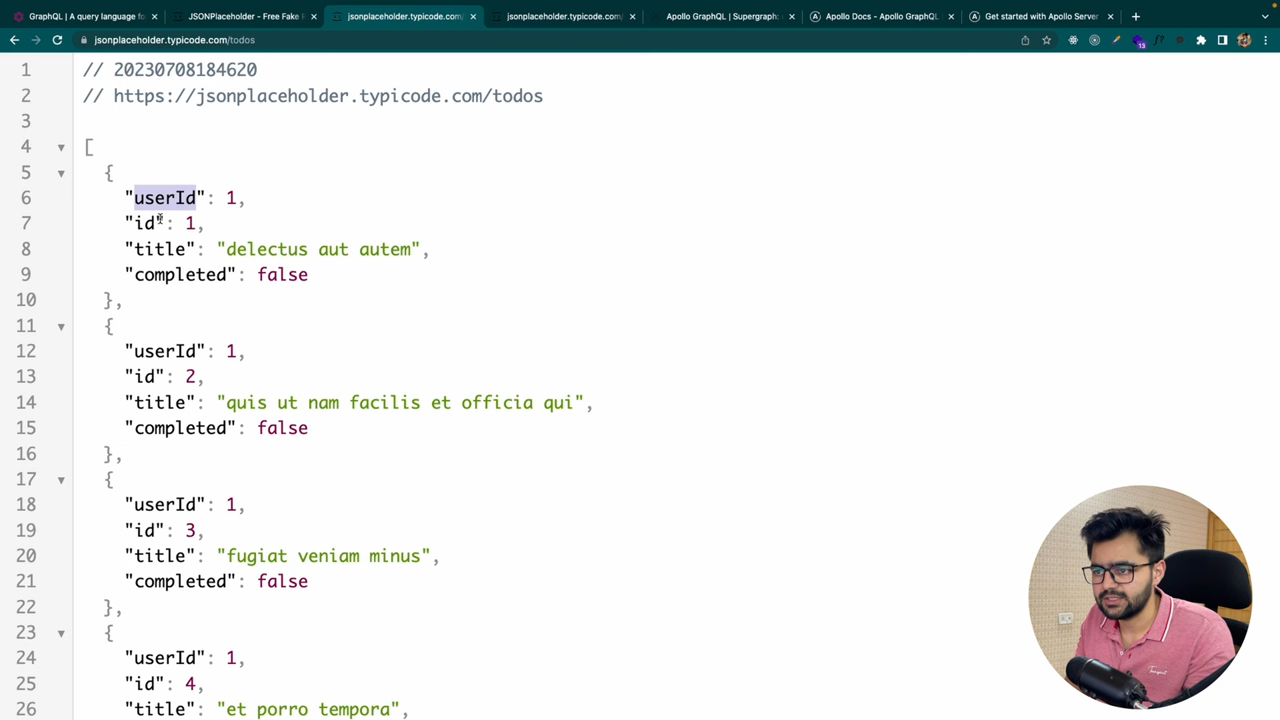 GraphQL | A query language f
JSONPlaceholder - Free Fake R
jsonplaceholder.typicode.com/
jsonplaceholder.typicode.com/
Apollo GraphQL | Supergraph:
Apollo Docs - Apollo GraphQL
Get started with Apollo Server
jsonplaceholder.typicode.com/todos
13
f?
1 // 20230708184620
2 // https://jsonplaceholder.typicode.com/todos
3
4 [
5 {
6 "userId": 1,
7 "id": 1,
8 "title": "delectus aut autem",
9 "completed": false
10 },
11 {
12 "userId": 1,
13 "id": 2,
14 "title": "quis ut nam facilis et officia qui",
15 "completed": false
16 },
17 {
18 "userId": 1,
19 "id": 3,
20 "title": "fugiat veniam minus",
21 "completed": false
22 },
23 {
24 "userId": 1,
25 "id": 4,
26 "title": "et porro tempora",